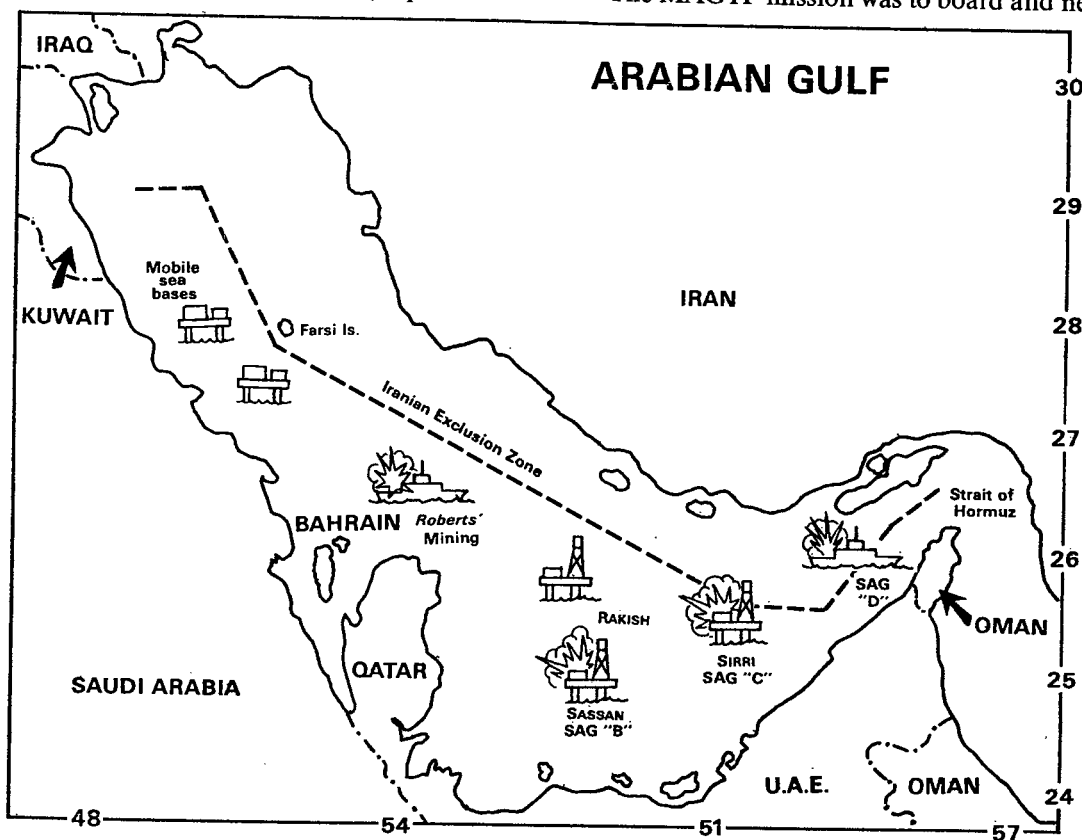 The MAGTF mission was to board and
IRAQ
ARABIAN GULF
30
29
Mobile
sea
bases
IRAN
KUWAIT
Farsi Is.
28
Iranian Exclusion Zone
27
Strait of
Hormuz
BAHRAIN
Roberts'
Mining
26
SAG
"D"
RAKISH
OMAN
SIRRI
SAG "C"
QATAR
SAUDI ARABIA
25
SASSAN
SAG "B"
U.A.E.
OMAN
24
48
54
51
57